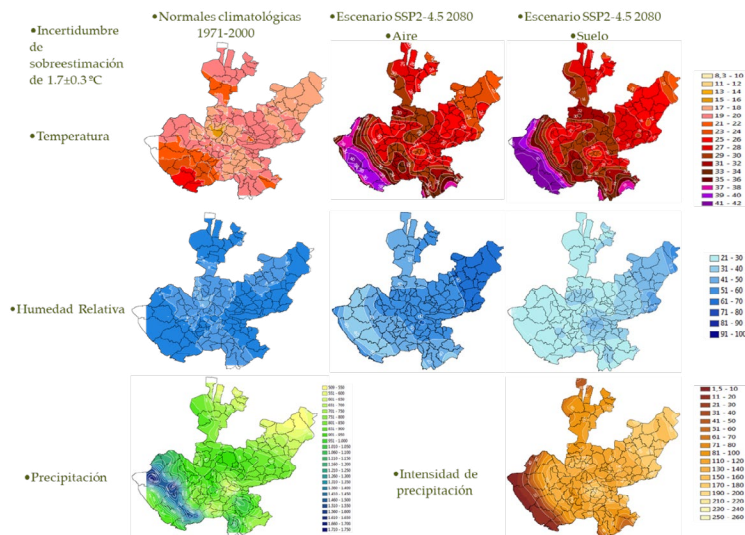 •Incertidumbre
de
sobreestimación
de 1.7±0.3 ºC
•Normales climatológicas
1971-2000
•Escenario SSP2-4.5 2080
•Aire
•Escenario SSP2-4.5 2080
•Suelo
•Temperatura
8,3 - 10
11 - 12
13 - 14
15 - 16
17 - 18
19 - 20
21 - 22
23 - 24
25 - 26
27 - 28
29 - 30
31 - 32
33 - 34
35 - 36
37 - 38
39 - 40
41 - 42
•Humedad Relativa
21 - 30
31 - 40
41 - 50
51 - 60
61 - 70
71 - 80
81 - 90
91 - 100
•Precipitación
•Intensidad de
precipitación
1,5 - 10
11 - 20
21 - 30
31 - 40
41 - 50
51 - 60
61 - 70
71 - 80
81 - 100
110 - 120
130 - 140
150 - 160
170 - 180
190 - 200
210 - 220
230 - 240
250 - 260